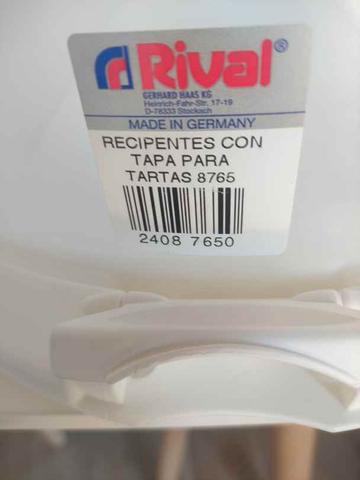 Rival®
GERHARD HAAS KG
Heinrich-Fahr-Str. 17-19
D-78333 Stockach
MADE IN GERMANY
RECIPENTES CON
TAPA PARA
TARTAS 8765
2408 7650